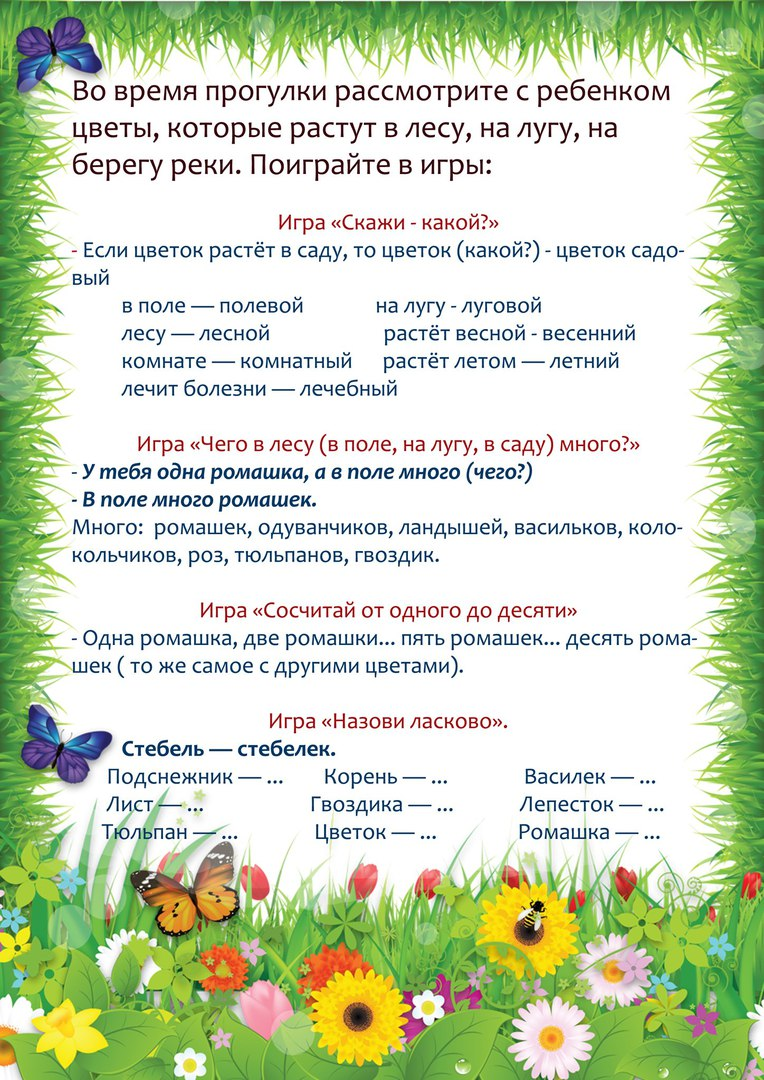 Во время прогулки рассмотрите с ребенком
цветы, которые растут в лесу, на лугу, на
берегу реки. Поиграйте в игры:
Игра «Скажи - какой?»
- Если цветок растёт в саду, то цветок (какой?) - цветок садо-
вый
в поле — полевой на лугу - луговой
лесу — лесной растёт весной - весенний
комнате — комнатный растёт летом — летний
лечит болезни — лечебный
Игра «Чего в лесу (в поле, на лугу, в саду) много?»
- У тебя одна ромашка, а в поле много (чего?)
- В поле много ромашек.
Много: ромашек, одуванчиков, ландышей, васильков, коло-
кольчиков, роз, тюльпанов, гвоздик.
Игра «Сосчитай от одного до десяти»
- Одна ромашка, две ромашки... пять ромашек... десять рома-
шек ( то же самое с другими цветами).
Игра «Назови ласково».
Стебель — стебелек.
Подснежник — ... Корень — ... Василек — ...
Лист — ... Гвоздика — ... Лепесток — ...
Тюльпан — ... Цветок — ... Ромашка — ...